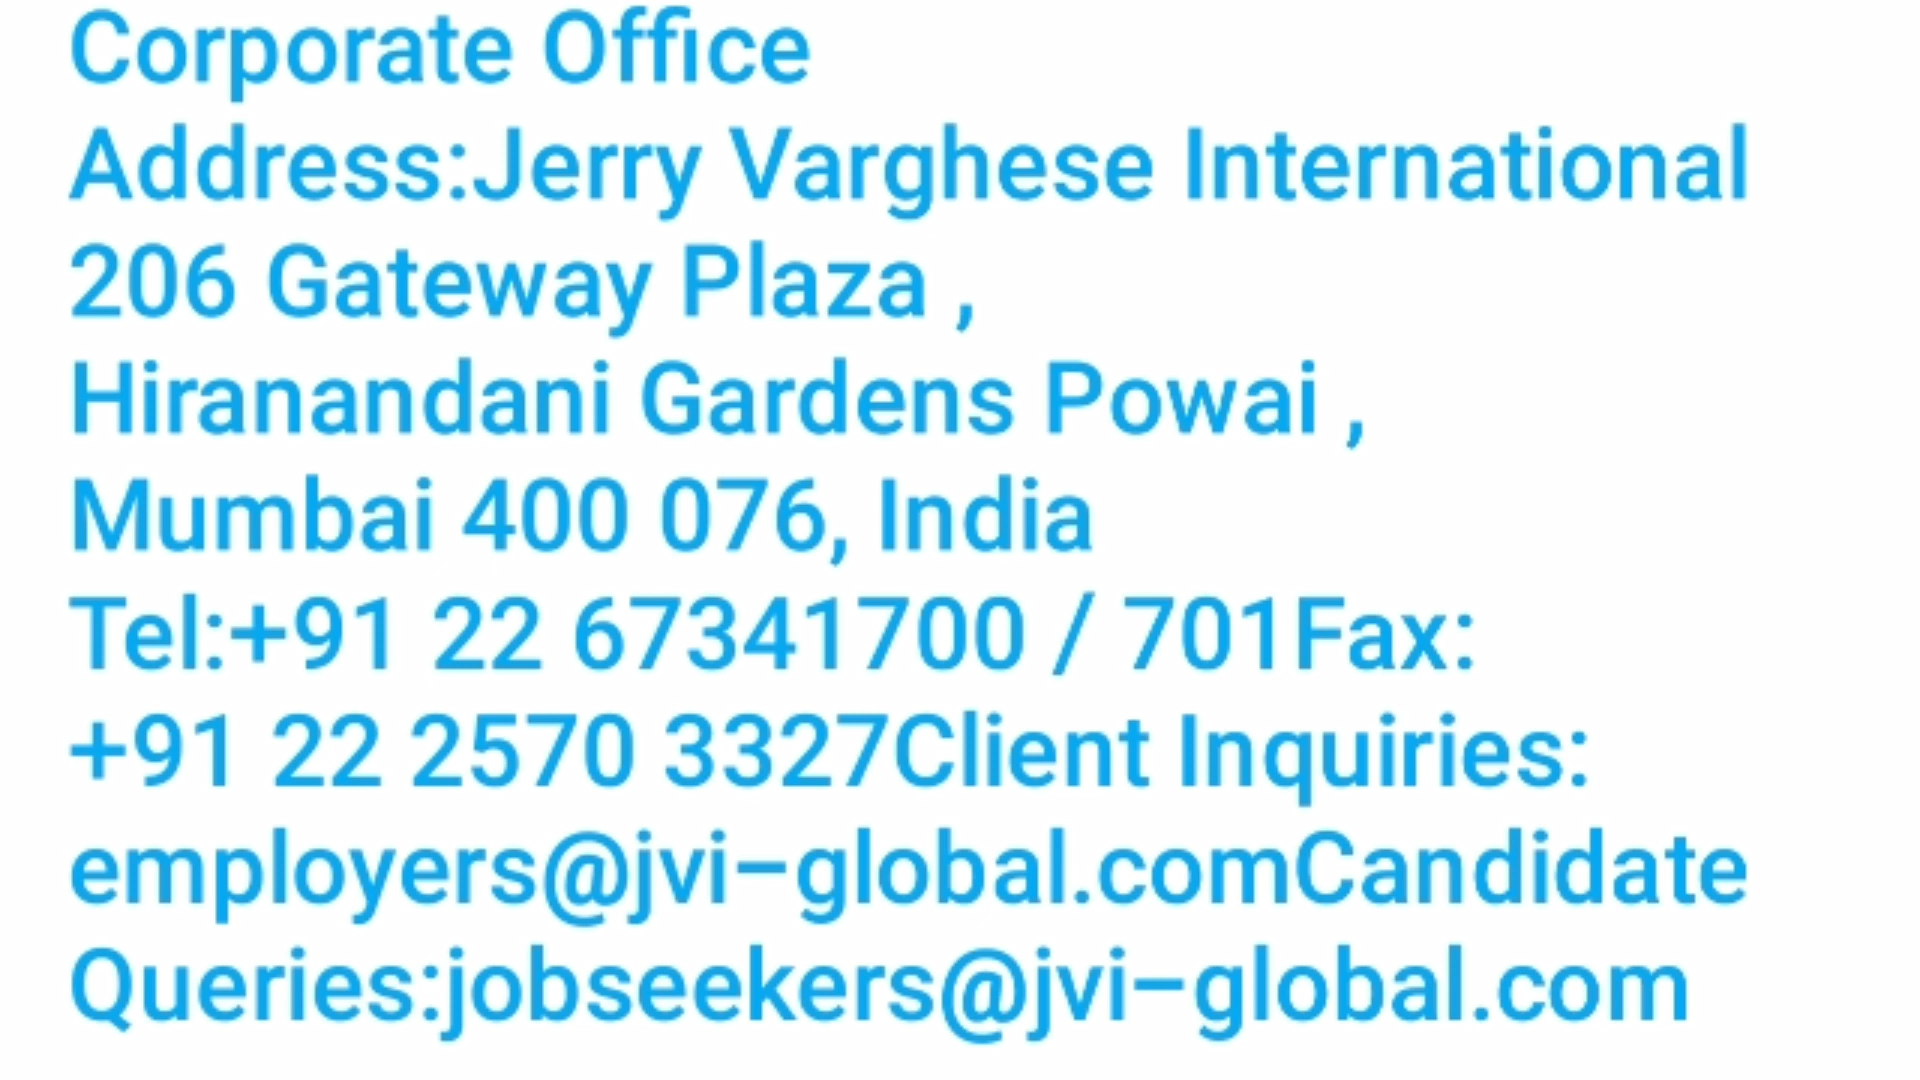 Corporate Office
Address:Jerry Varghese International
206 Gateway Plaza ,
Hiranandani Gardens Powai ,
Mumbai 400 076, India
Tel:+91 22 67341700 / 701Fax:
+91 22 2570 3327Client Inquiries:
employers@jvi–global.comCandidate
Queries:jobseekers@jvi–global.com